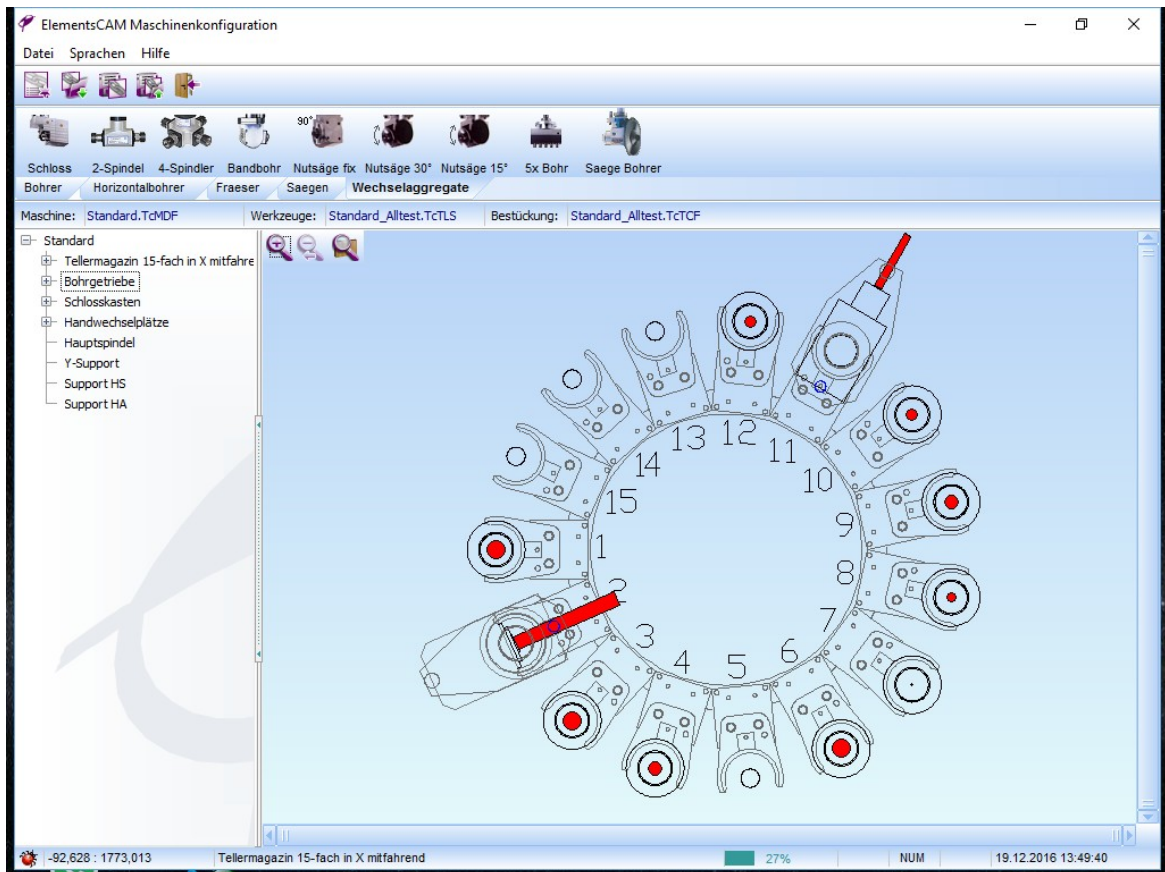 ElementsCAM Maschinenkonfiguration
Datei Sprachen Hilfe
90°
Schloss 2-Spindel 4-Spindler Bandbohr Nutsäge fix Nutsäge 30° Nutsäge 15° 5x Bohr Saege Bohrer
Bohrer Horizontalbohrer Fraeser Saegen Wechselaggregate
Maschine: Standard.TcMDF Werkzeuge: Standard_Alltest.TcTLS Bestückung: Standard_Alltest.TcTCF
Standard
Tellermagazin 15-fach in X mitfahre
Bohrgetriebe
Schlosskasten
Handwechselplätze
Hauptspindel
Y-Support
Support HS
Support HA
13 12 11
14 10
15 9
1 8
2 7
3 4 5 6
-92,628 : 1773,013 Tellermagazin 15-fach in X mitfahrend 27% NUM 19.12.2016 13:49:40